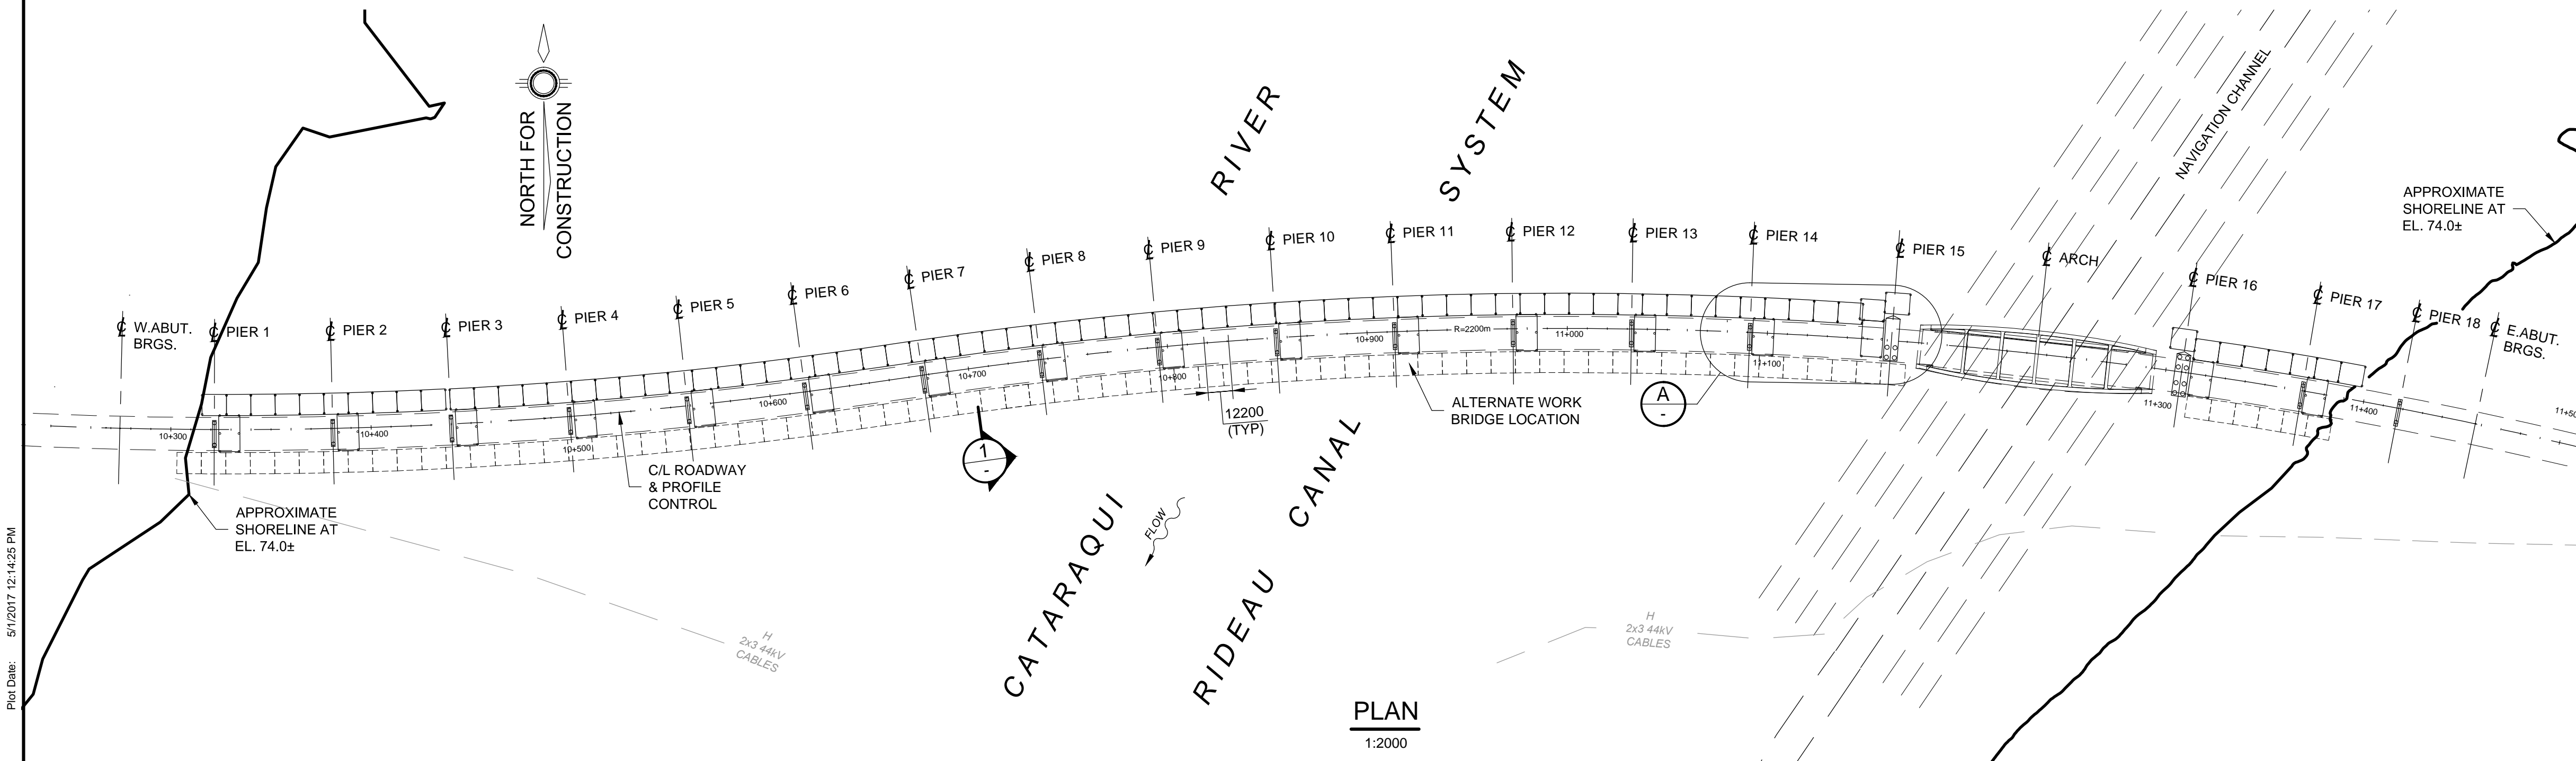 NORTH FOR
CONSTRUCTION
RIVER
SYSTEM
NAVIGATION CHANNEL
APPROXIMATE
SHORELINE AT
EL. 74.0±
℄ W.ABUT.
BRGS.
℄ PIER 1
℄ PIER 2
℄ PIER 3
℄ PIER 4
℄ PIER 5
℄ PIER 6
℄ PIER 7
℄ PIER 8
℄ PIER 9
℄ PIER 10
℄ PIER 11
℄ PIER 12
℄ PIER 13
℄ PIER 14
℄ PIER 15
℄ ARCH
℄ PIER 16
℄ PIER 17
℄ PIER 18
℄ E.ABUT.
BRGS.
10+300
10+400
10+500
10+600
10+700
10+800
10+900
R=2200m
11+000
11+100
11+300
11+400
12200
(TYP)
ALTERNATE WORK
BRIDGE LOCATION
A
-
1
-
C/L ROADWAY
& PROFILE
CONTROL
APPROXIMATE
SHORELINE AT
EL. 74.0±
CATARAQUI
FLOW
RIDEAU CANAL
H
2x3 44kV
CABLES
H
2x3 44kV
CABLES
PLAN
1:2000
Plot Date: 5/1/2017 12:14:25 PM